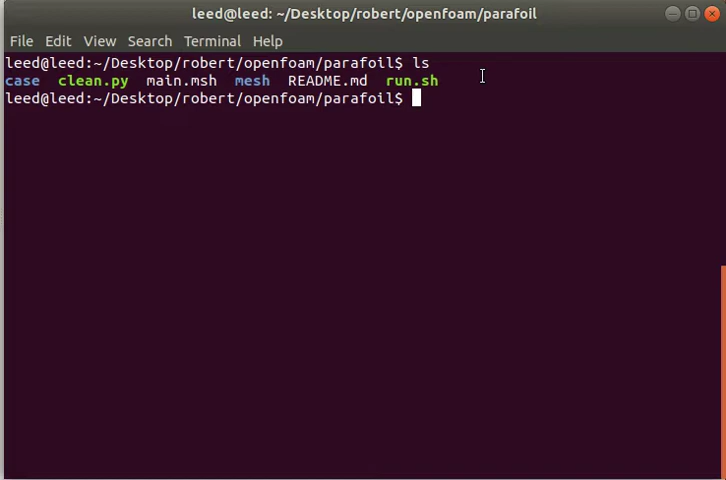 leed@leed: ~/Desktop/robert/openfoam/parafoil
File Edit View Search Terminal Help
leed@leed:~/Desktop/robert/openfoam/parafoil$ ls
case clean.py main.msh mesh README.md run.sh
leed@leed:~/Desktop/robert/openfoam/parafoil$